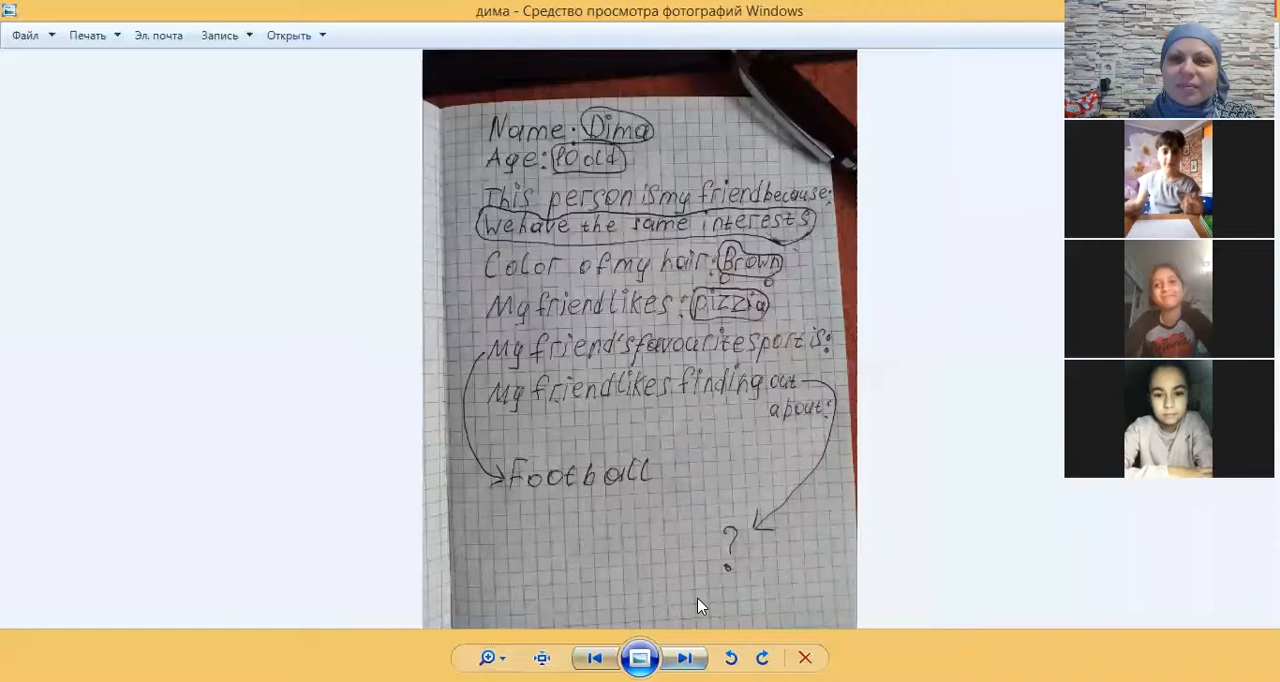 дима - Средство просмотра фотографий Windows
Файл Печать Эл. почта Запись Открыть
Name: Dima
Age: 10 old
This person is my friend because:
We have the same interests
Color of my hair: Brown
My friend likes: pizzia
My friend's favourite sport is:
My friend likes finding out
about:
Football
?